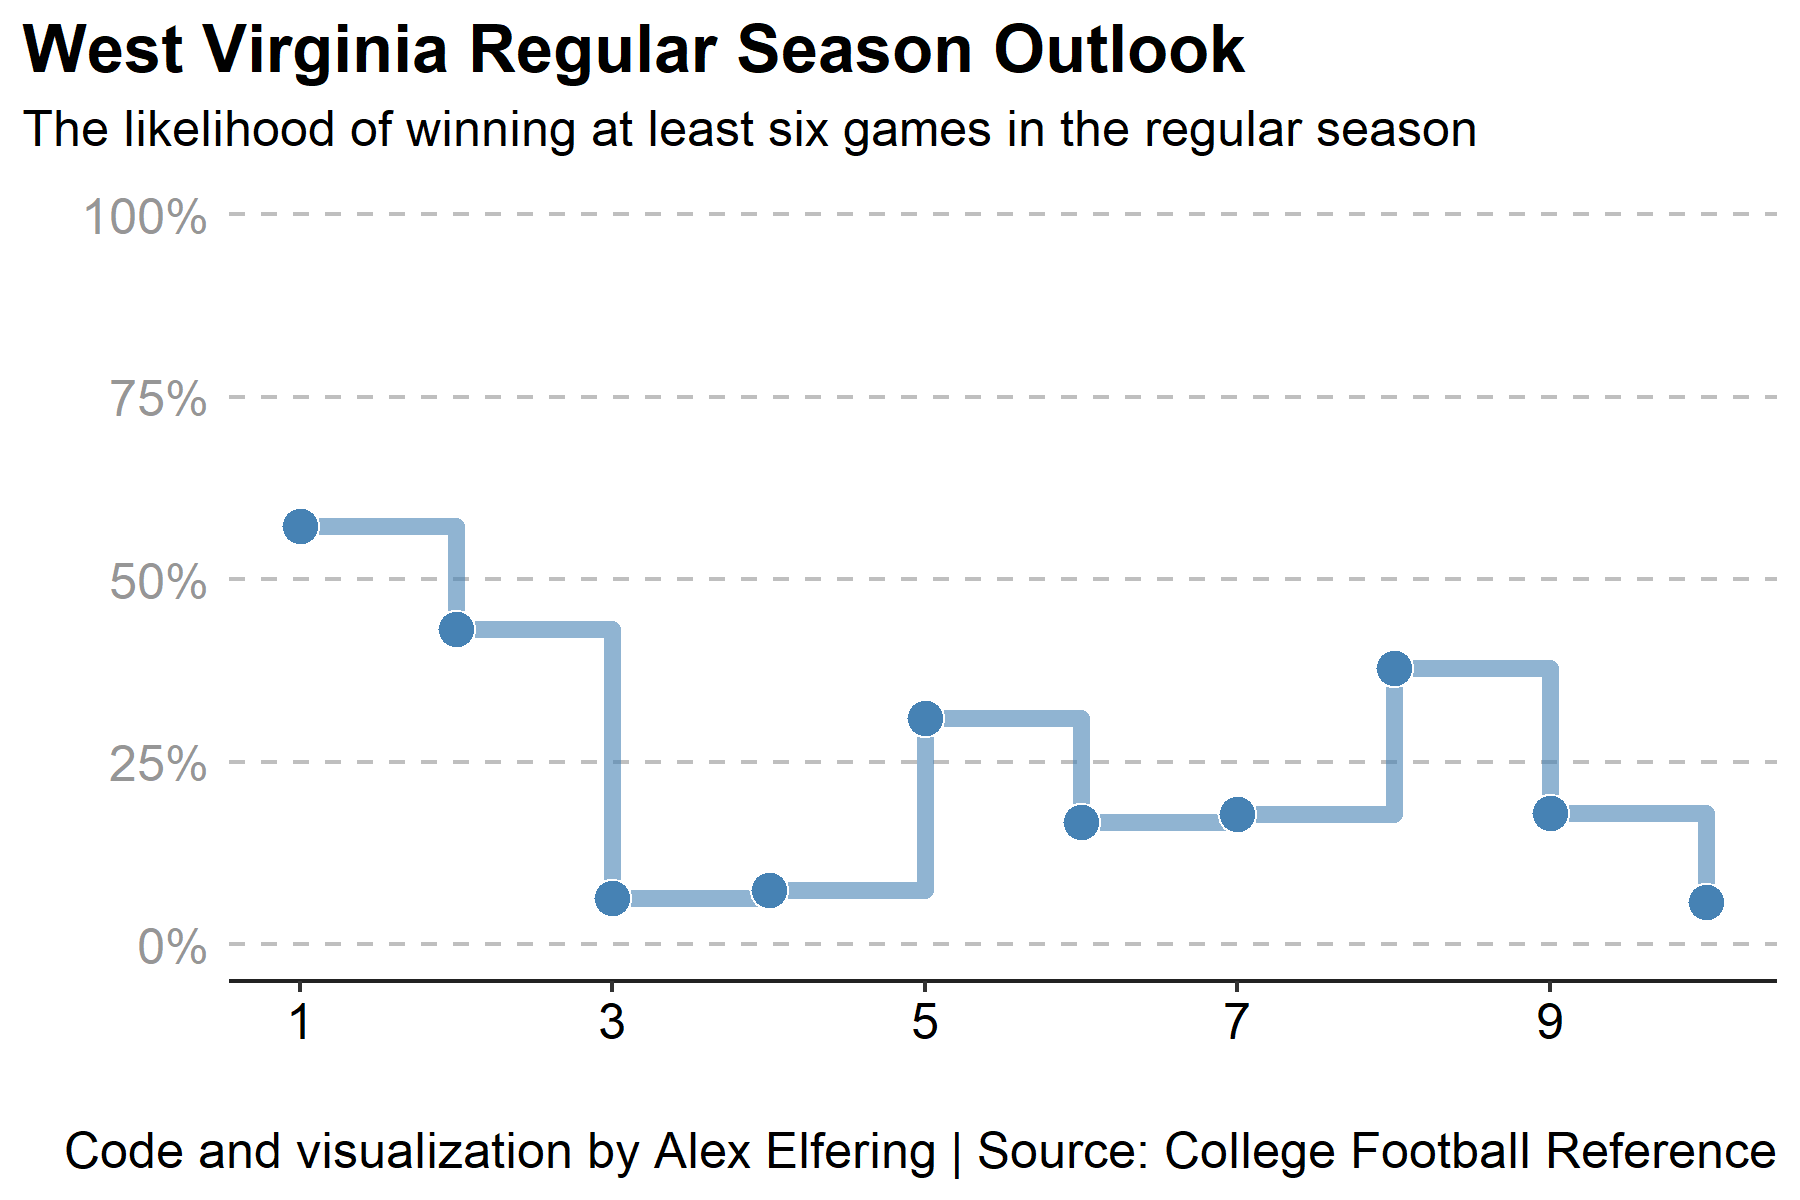 West Virginia Regular Season Outlook
The likelihood of winning at least six games in the regular season
100%
75%
50%
25%
0%
1 3 5 7 9
Code and visualization by Alex Elfering | Source: College Football Reference